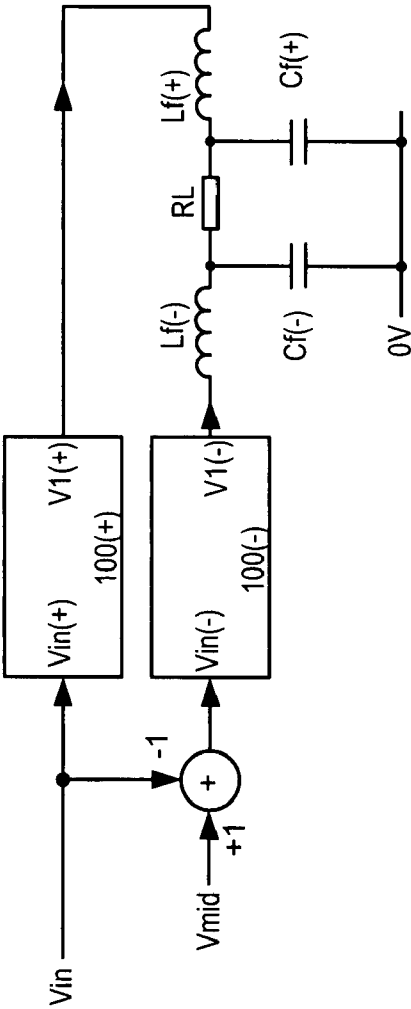 Vin
Vin(+)
V1(+)
100(+)
-1
+
+1
Vmid
Vin(-)
V1(-)
100(-)
Lf(-)
RL
Lf(+)
Cf(-)
Cf(+)
0V